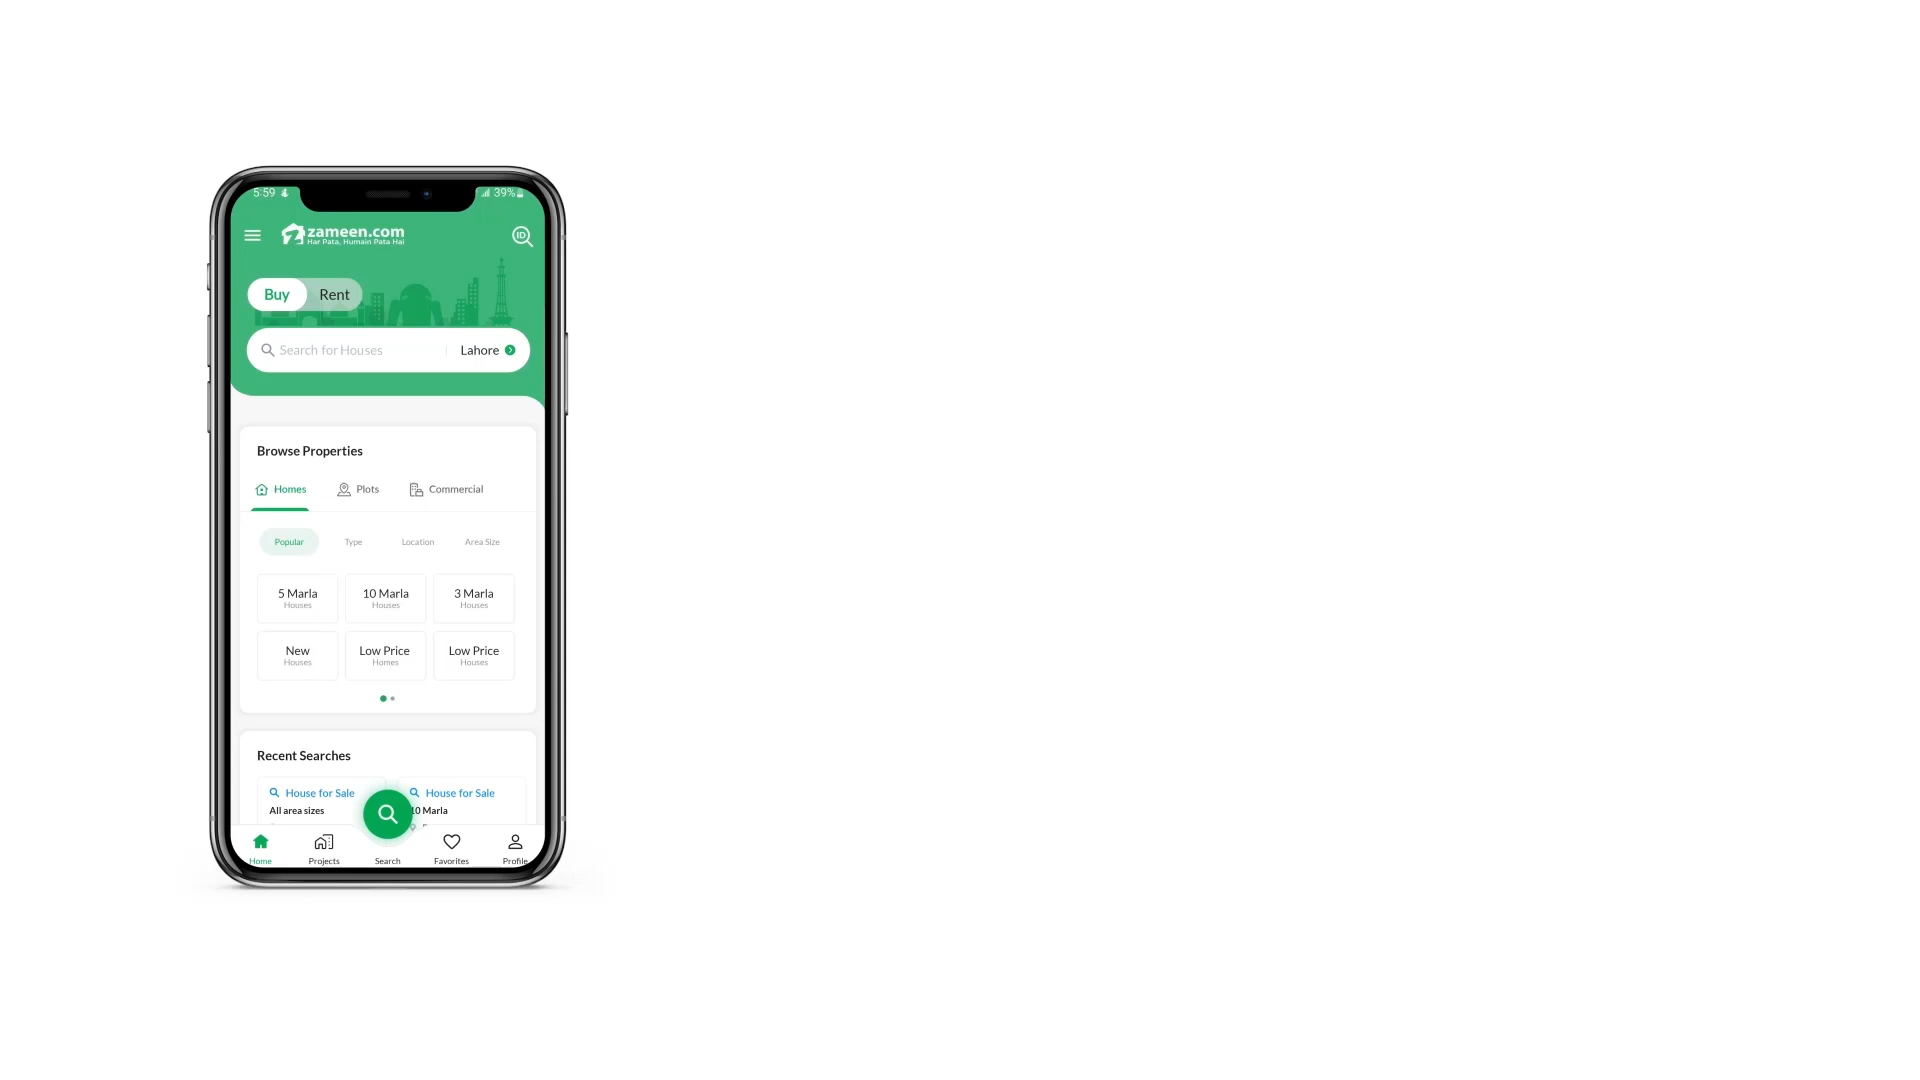 5:59 39%
zameen.com
Har Pata, Humain Pata Hai
ID
Buy Rent
Search for Houses Lahore
Browse Properties
Homes Plots Commercial
Popular Type Location Area Size
5 Marla 10 Marla 3 Marla
Houses Houses Houses
New Low Price Low Price
Houses Homes Houses
Recent Searches
House for Sale House for Sale
All area sizes 10 Marla
Home Projects Search Favorites Profile